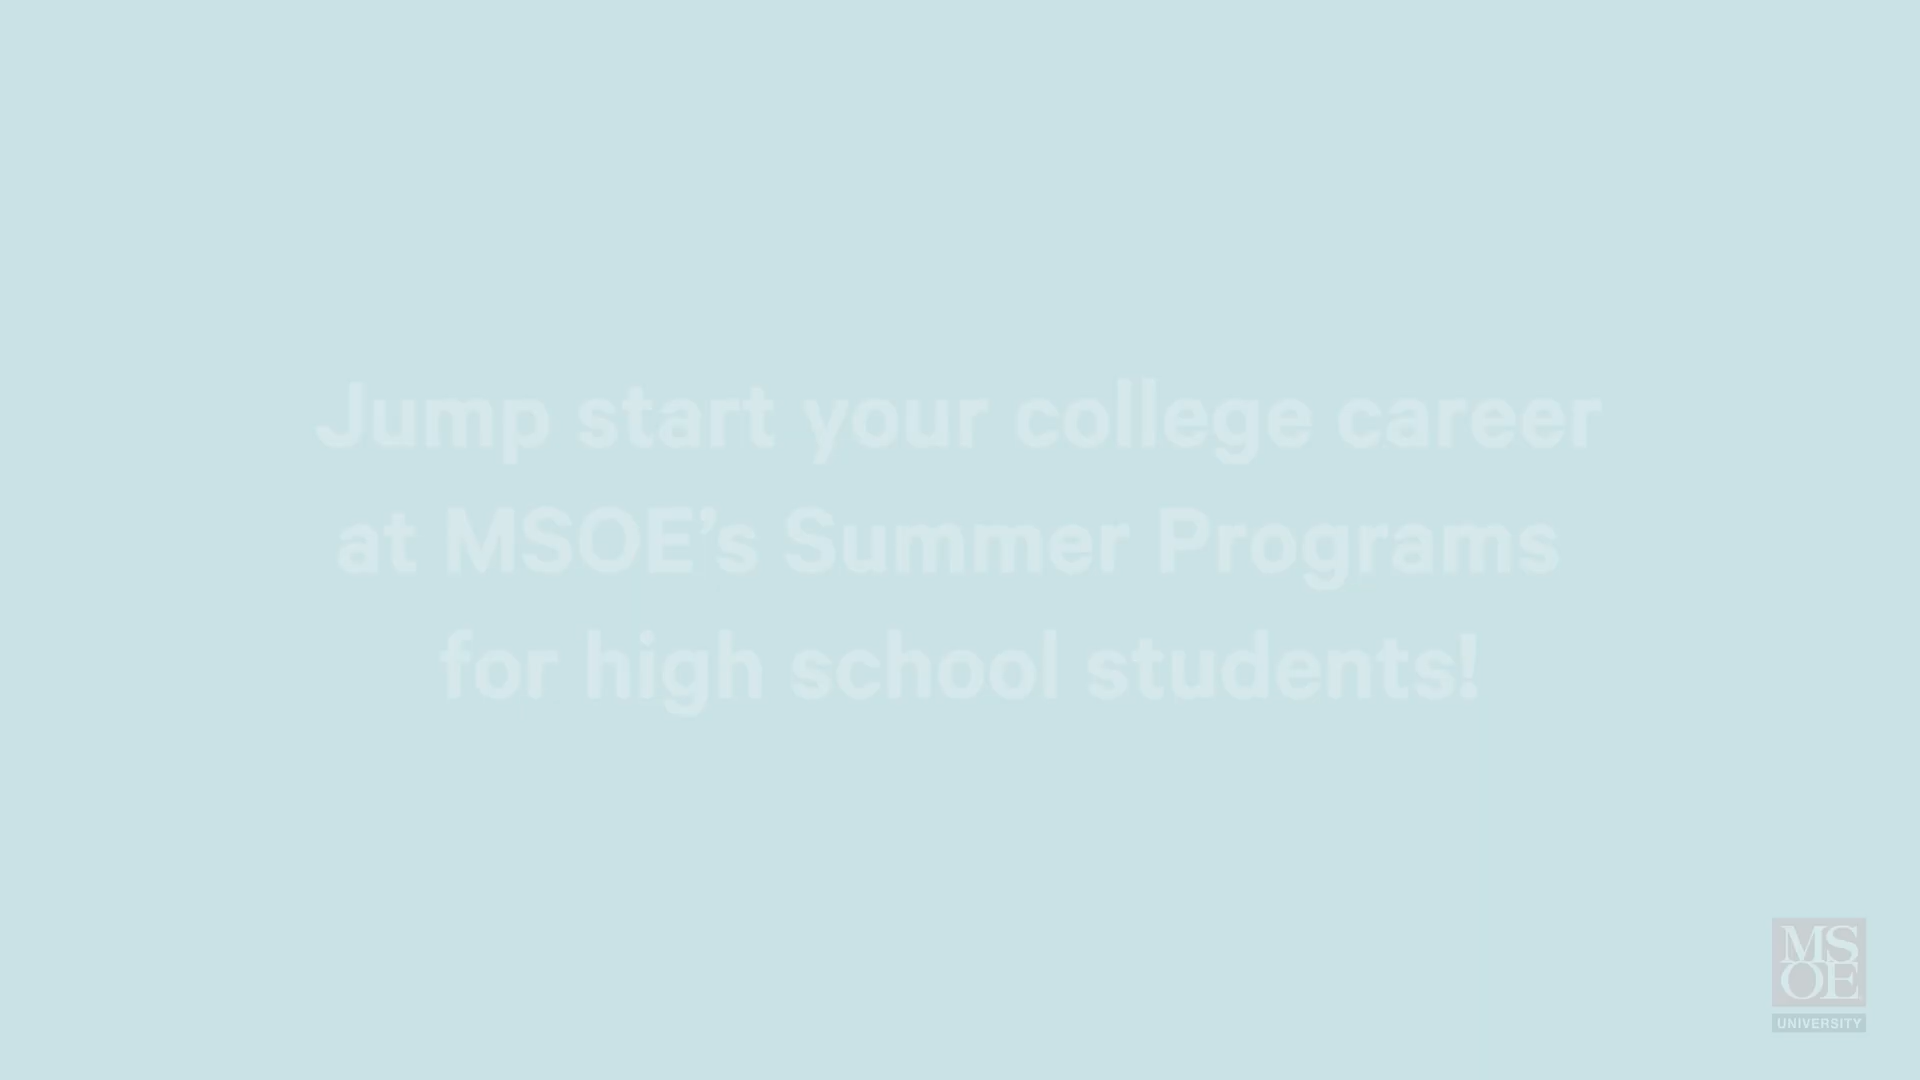 Jump start your college career
at MSOE’s Summer Programs
for high school students!
MS
OE
UNIVERSITY